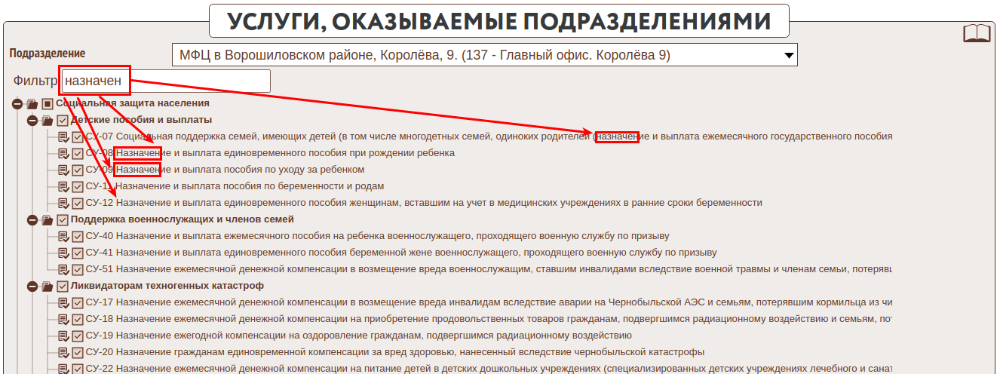 УСЛУГИ, ОКАЗЫВАЕМЫЕ ПОДРАЗДЕЛЕНИЯМИ
Подразделение МФЦ в Ворошиловском районе, Королёва, 9. (137 - Главный офис. Королёва 9)
Фильтр назначен
Социальная защита населения
Детские пособия и выплаты
СУ-07 Социальная поддержка семей, имеющих детей (в том числе многодетных семей, одиноких родителей (назначение и выплата ежемесячного государственного пособия
СУ-08 Назначение и выплата единовременного пособия при рождении ребенка
СУ-09 Назначение и выплата пособия по уходу за ребенком
СУ-11 Назначение и выплата пособия по беременности и родам
СУ-12 Назначение и выплата единовременного пособия женщинам, вставшим на учет в медицинских учреждениях в ранние сроки беременности
Поддержка военнослужащих и членов семей
СУ-40 Назначение и выплата ежемесячного пособия на ребенка военнослужащего, проходящего военную службу по призыву
СУ-41 Назначение и выплата единовременного пособия беременной жене военнослужащего, проходящего военную службу по призыву
СУ-51 Назначение ежемесячной денежной компенсации в возмещение вреда военнослужащим, ставшим инвалидами вследствие военной травмы и членам семьи, потерявш
Ликвидаторам техногенных катастроф
СУ-17 Назначение ежемесячной денежной компенсации в возмещение вреда инвалидам вследствие аварии на Чернобыльской АЭС и семьям, потерявшим кормильца из чи
СУ-18 Назначение ежемесячной денежной компенсации на приобретение продовольственных товаров гражданам, подвергшимся радиационному воздействию и семьям, пот
СУ-19 Назначение ежегодной компенсации на оздоровление гражданам, подвергшимся радиационному воздействию
СУ-20 Назначение гражданам единовременной компенсации за вред здоровью, нанесенный вследствие чернобыльской катастрофы
СУ-22 Назначение ежемесячной денежной компенсации на питание детей в детских дошкольных учреждениях (специализированных детских учреждениях лечебного и санат